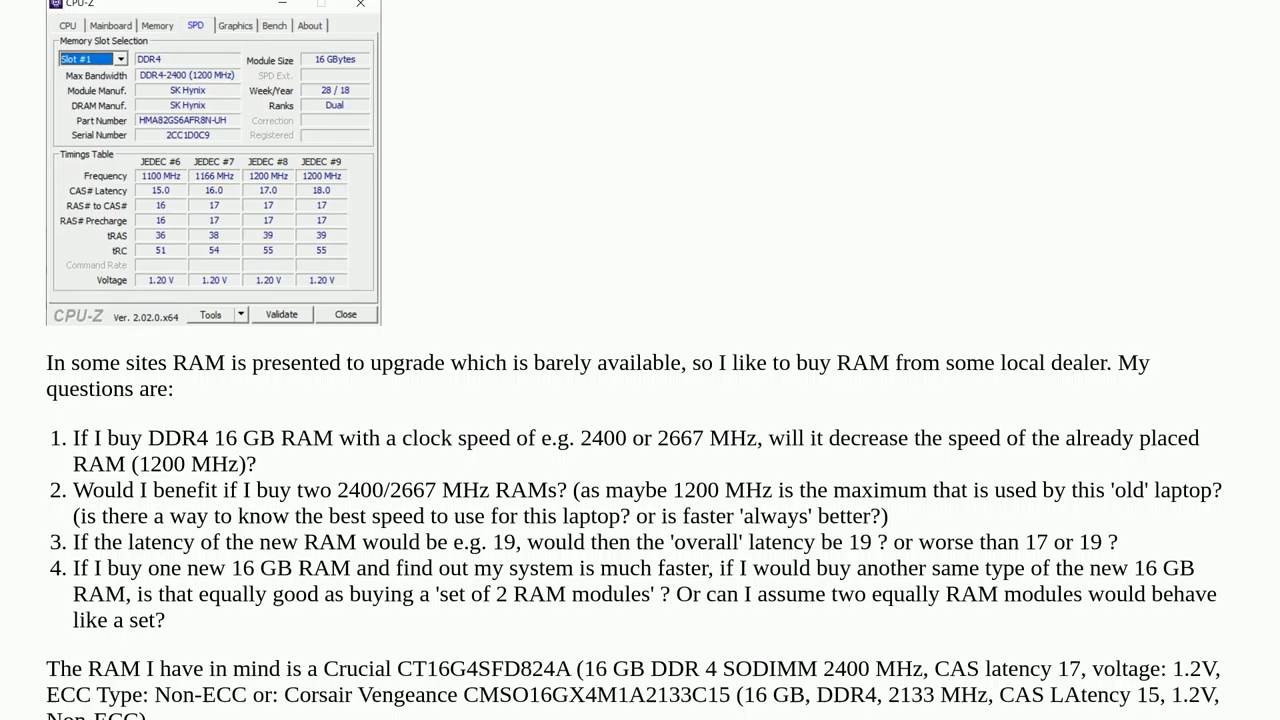 CPU-Z
CPU Mainboard Memory SPD Graphics Bench About
Memory Slot Selection
Slot #1 DDR4 Module Size 16 GBytes
Max Bandwidth DDR4-2400 (1200 MHz) SPD Ext.
Module Manuf. SK Hynix Week/Year 28 / 18
DRAM Manuf. SK Hynix Ranks Dual
Part Number HMA82GS6AFR8N-UH Correction
Serial Number 2CC1D0C9 Registered
Timings Table
JEDEC #6 JEDEC #7 JEDEC #8 JEDEC #9
Frequency 1100 MHz 1166 MHz 1200 MHz 1200 MHz
CAS# Latency 15.0 16.0 17.0 18.0
RAS# to CAS# 16 17 17 17
RAS# Precharge 16 17 17 17
tRAS 36 38 39 39
tRC 51 54 55 55
Command Rate
Voltage 1.20 V 1.20 V 1.20 V 1.20 V
CPU-Z Ver. 2.02.0.x64 Tools Validate Close
In some sites RAM is presented to upgrade which is barely available, so I like to buy RAM from some local dealer. My
questions are:
1. If I buy DDR4 16 GB RAM with a clock speed of e.g. 2400 or 2667 MHz, will it decrease the speed of the already placed
RAM (1200 MHz)?
2. Would I benefit if I buy two 2400/2667 MHz RAMs? (as maybe 1200 MHz is the maximum that is used by this 'old' laptop?
(is there a way to know the best speed to use for this laptop? or is faster 'always' better?)
3. If the latency of the new RAM would be e.g. 19, would then the 'overall' latency be 19 ? or worse than 17 or 19 ?
4. If I buy one new 16 GB RAM and find out my system is much faster, if I would buy another same type of the new 16 GB
RAM, is that equally good as buying a 'set of 2 RAM modules' ? Or can I assume two equally RAM modules would behave
like a set?
The RAM I have in mind is a Crucial CT16G4SFD824A (16 GB DDR 4 SODIMM 2400 MHz, CAS latency 17, voltage: 1.2V,
ECC Type: Non-ECC or: Corsair Vengeance CMSO16GX4M1A2133C15 (16 GB, DDR4, 2133 MHz, CAS LAtency 15, 1.2V,
Non-ECC)